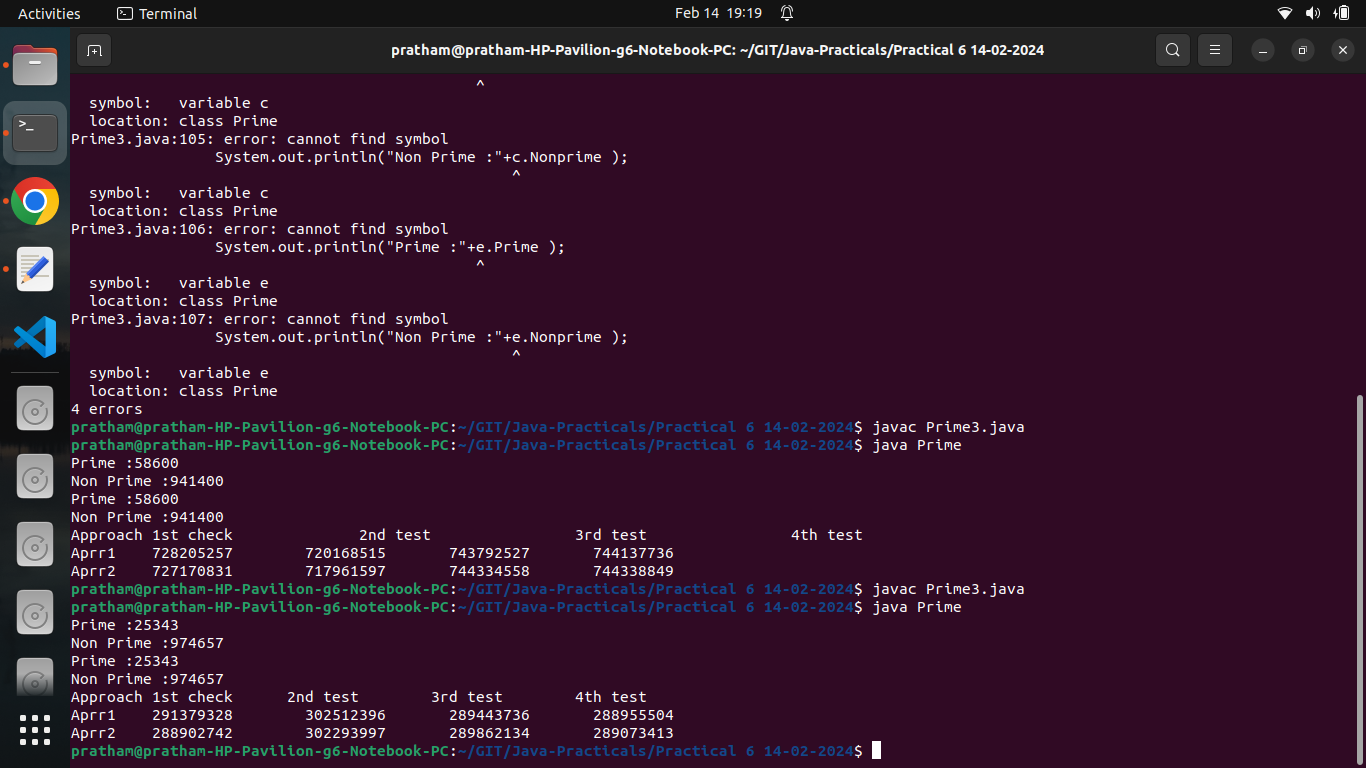 Activities
Terminal
Feb 14 19:19
pratham@pratham-HP-Pavilion-g6-Notebook-PC: ~/GIT/Java-Practicals/Practical 6 14-02-2024
^
symbol:   variable c
location: class Prime
Prime3.java:105: error: cannot find symbol
System.out.println("Non Prime :"+c.Nonprime );
^
symbol:   variable c
location: class Prime
Prime3.java:106: error: cannot find symbol
System.out.println("Prime :"+e.Prime );
^
symbol:   variable e
location: class Prime
Prime3.java:107: error: cannot find symbol
System.out.println("Non Prime :"+e.Nonprime );
^
symbol:   variable e
location: class Prime
4 errors
pratham@pratham-HP-Pavilion-g6-Notebook-PC:~/GIT/Java-Practicals/Practical 6 14-02-2024$ javac Prime3.java
pratham@pratham-HP-Pavilion-g6-Notebook-PC:~/GIT/Java-Practicals/Practical 6 14-02-2024$ java Prime
Prime :58600
Non Prime :941400
Prime :58600
Non Prime :941400
Approach 1st check 2nd test 3rd test 4th test
Aprr1 728205257 720168515 743792527 744137736
Aprr2 727170831 717961597 744334558 744338849
pratham@pratham-HP-Pavilion-g6-Notebook-PC:~/GIT/Java-Practicals/Practical 6 14-02-2024$ javac Prime3.java
pratham@pratham-HP-Pavilion-g6-Notebook-PC:~/GIT/Java-Practicals/Practical 6 14-02-2024$ java Prime
Prime :25343
Non Prime :974657
Prime :25343
Non Prime :974657
Approach 1st check 2nd test 3rd test 4th test
Aprr1 291379328 302512396 289443736 288955504
Aprr2 288902742 302293997 289862134 289073413
pratham@pratham-HP-Pavilion-g6-Notebook-PC:~/GIT/Java-Practicals/Practical 6 14-02-2024$